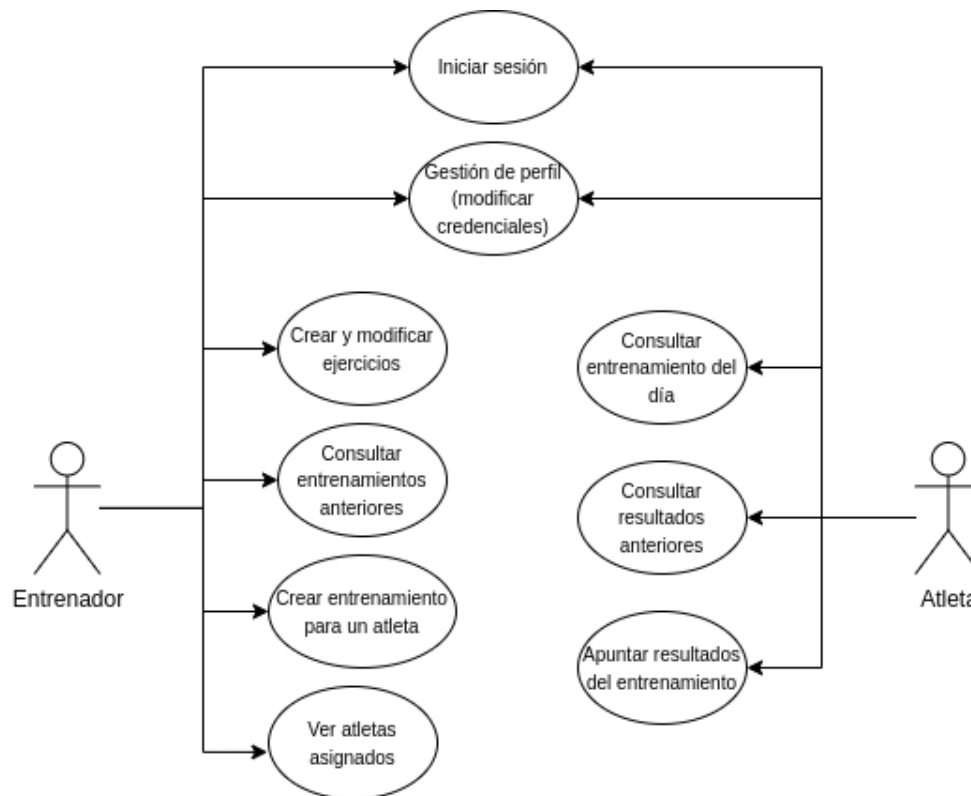 Iniciar sesión
Gestión de perfil
(modificar
credenciales)
Crear y modificar
ejercicios
Consultar
entrenamiento del
día
Consultar
entrenamientos
anteriores
Consultar
resultados
anteriores
Entrenador
Atleta
Crear entrenamiento
para un atleta
Apuntar resultados
del entrenamiento
Ver atletas
asignados